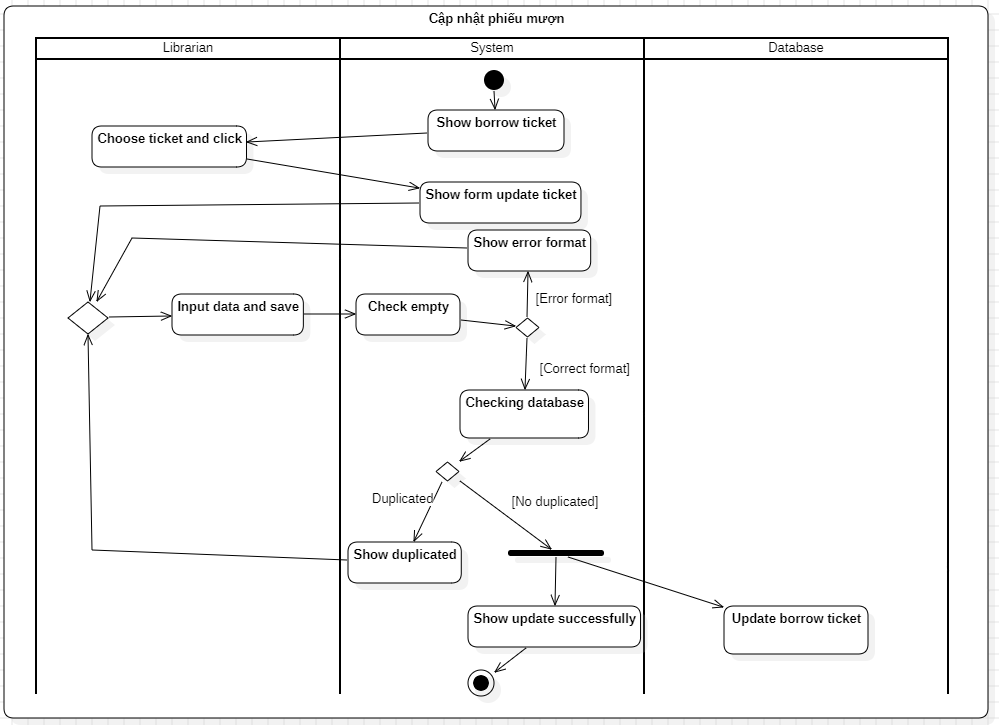 Cập nhật phiếu mượn
Librarian
System
Database
Show borrow ticket
Choose ticket and click
Show form update ticket
Show error format
[Error format]
Input data and save
Check empty
[Correct format]
Checking database
Duplicated
[No duplicated]
Show duplicated
Show update successfully
Update borrow ticket